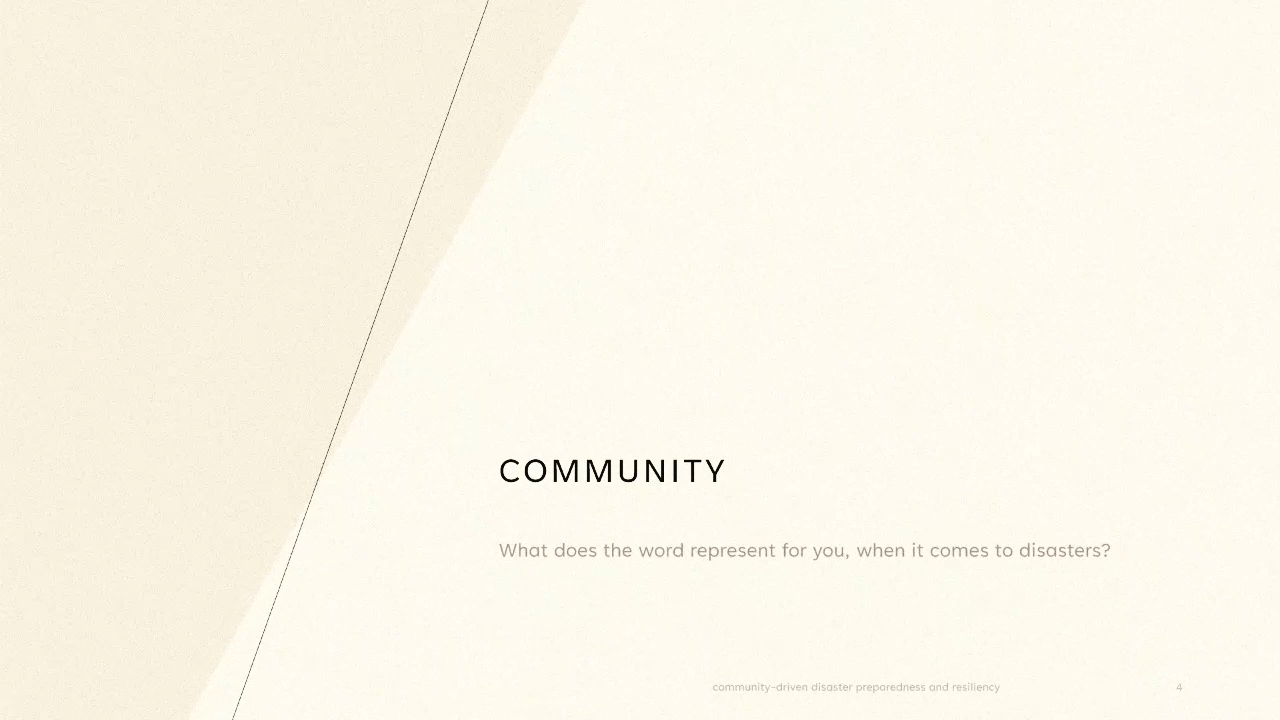 COMMUNITY
What does the word represent for you, when it comes to disasters?
community-driven disaster preparedness and resiliency
4